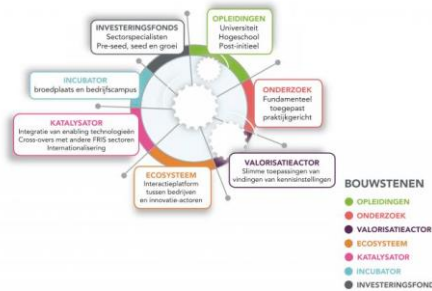 INVESTERINGSFONDS
Sectorspecialisten
Pre-seed, seed en groei
OPLEIDINGEN
Universiteit
Hogeschool
Post-initieel
INCUBATOR
broedplaats en bedrijfscampus
ONDERZOEK
Fundamenteel
toegepast
praktijkgericht
KATALYSATOR
Integratie van enabling technologieën
Cross-overs met andere FRIS sectoren
Internationalisering
VALORISATIEACTOR
Slimme toepassingen van
vindingen van kennisinstellingen
ECOSYSTEEM
Interactieplatform
tussen bedrijven
en innovatie-actoren
BOUWSTENEN
OPLEIDINGEN
ONDERZOEK
VALORISATIEACTOR
ECOSYSTEEM
KATALYSATOR
INCUBATOR
INVESTERINGSFOND